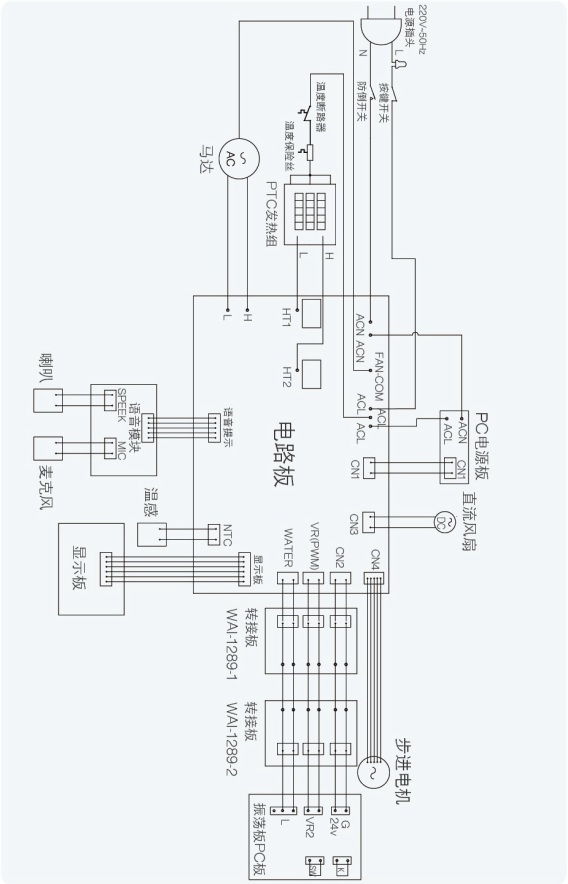 220V~50Hz
电源插头
L
N
按键开关
防倒开关
温度断路器
温度保险丝
AC
马达
PTC发热组
L
H
L
H
HT1
HT2
ACN
ACN
FAN-COM
ACL
ACL
ACL
PC电源板
ACN
ACL
CN1
CN1
直流风扇
DC
CN3
电路板
语音提示
语音模块
SPEEK
MIC
喇叭
麦克风
温感
NTC
显示板
显示板
WATER
VR(PWM)
CN2
CN4
转接板
WAI-1289-1
转接板
WAI-1289-2
步进电机
振荡板PC板
L
VR2
G
24v
SW
K